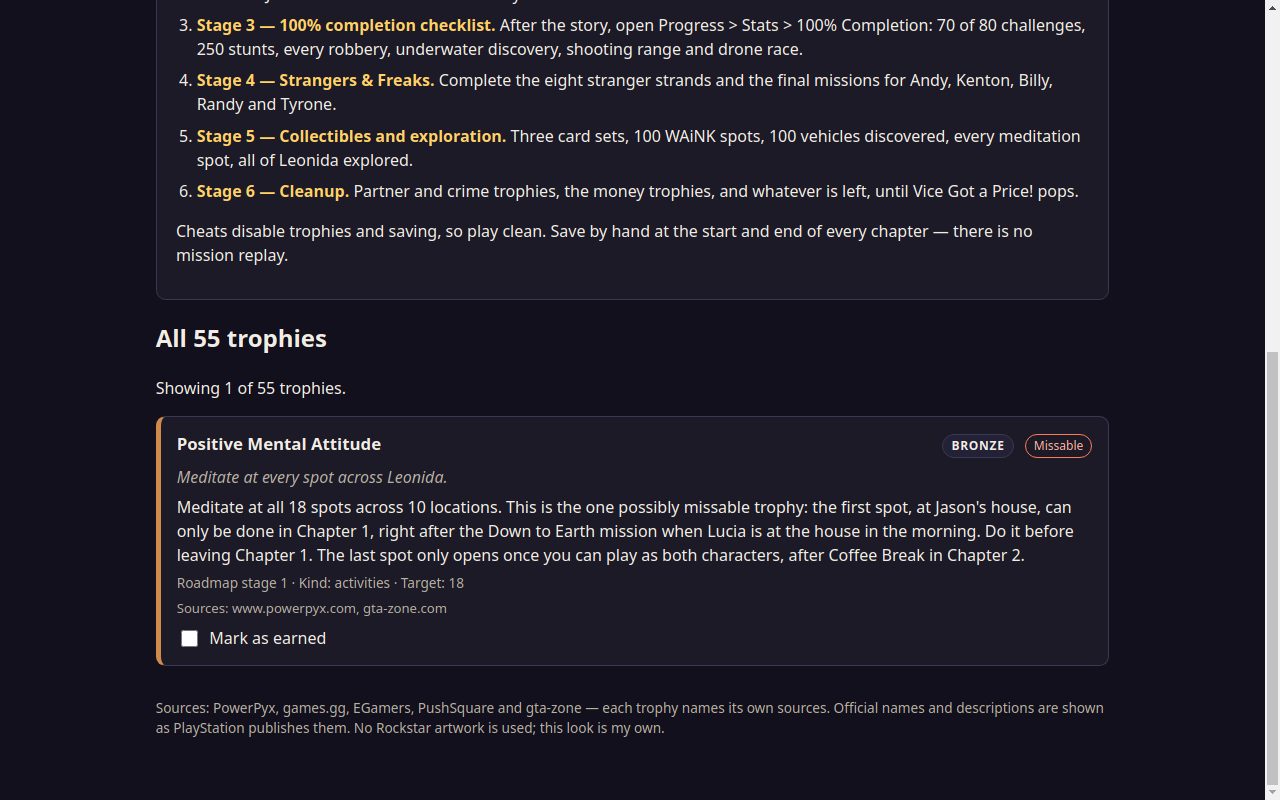 3. Stage 3 — 100% completion checklist. After the story, open Progress > Stats > 100% Completion: 70 of 80 challenges,
250 stunts, every robbery, underwater discovery, shooting range and drone race.
4. Stage 4 — Strangers & Freaks. Complete the eight stranger strands and the final missions for Andy, Kenton, Billy,
Randy and Tyrone.
5. Stage 5 — Collectibles and exploration. Three card sets, 100 WAiNK spots, 100 vehicles discovered, every meditation
spot, all of Leonida explored.
6. Stage 6 — Cleanup. Partner and crime trophies, the money trophies, and whatever is left, until Vice Got a Price! pops.
Cheats disable trophies and saving, so play clean. Save by hand at the start and end of every chapter — there is no
mission replay.
All 55 trophies
Showing 1 of 55 trophies.
Positive Mental Attitude
BRONZE
Missable
Meditate at every spot across Leonida.
Meditate at all 18 spots across 10 locations. This is the one possibly missable trophy: the first spot, at Jason's house, can
only be done in Chapter 1, right after the Down to Earth mission when Lucia is at the house in the morning. Do it before
leaving Chapter 1. The last spot only opens once you can play as both characters, after Coffee Break in Chapter 2.
Roadmap stage 1 · Kind: activities · Target: 18
Sources: www.powerpyx.com, gta-zone.com
Mark as earned
Sources: PowerPyx, games.gg, EGamers, PushSquare and gta-zone — each trophy names its own sources. Official names and descriptions are shown
as PlayStation publishes them. No Rockstar artwork is used; this look is my own.